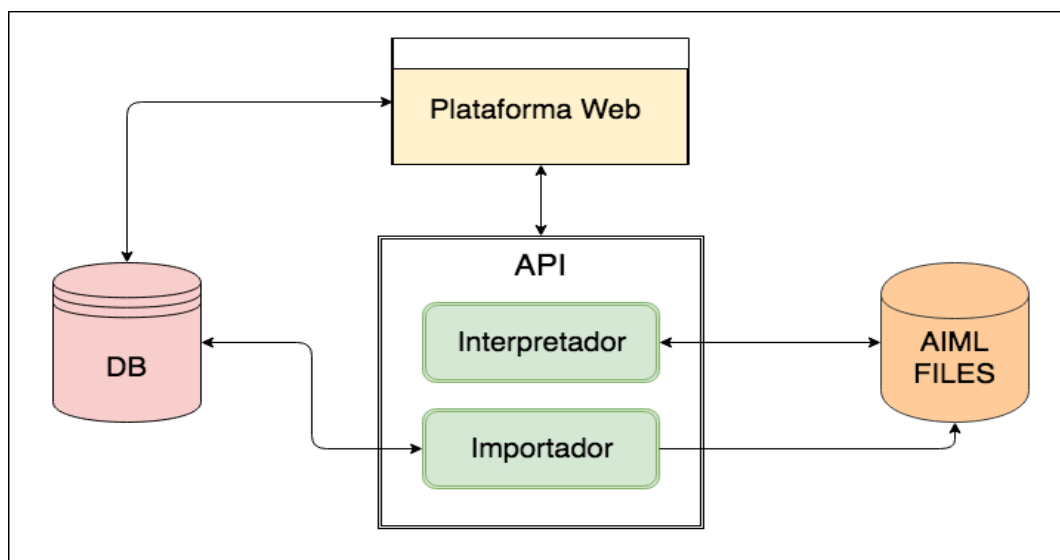 Plataforma Web
API
Interpretador
DB
AIML
FILES
Importador